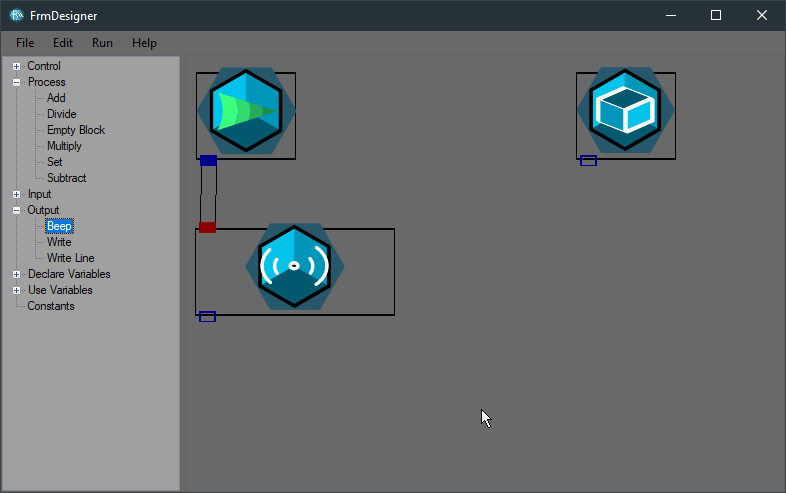 FrmDesigner
File Edit Run Help
Control
Process
Add
Divide
Empty Block
Multiply
Set
Subtract
Input
Output
Beep
Write
Write Line
Declare Variables
Use Variables
Constants